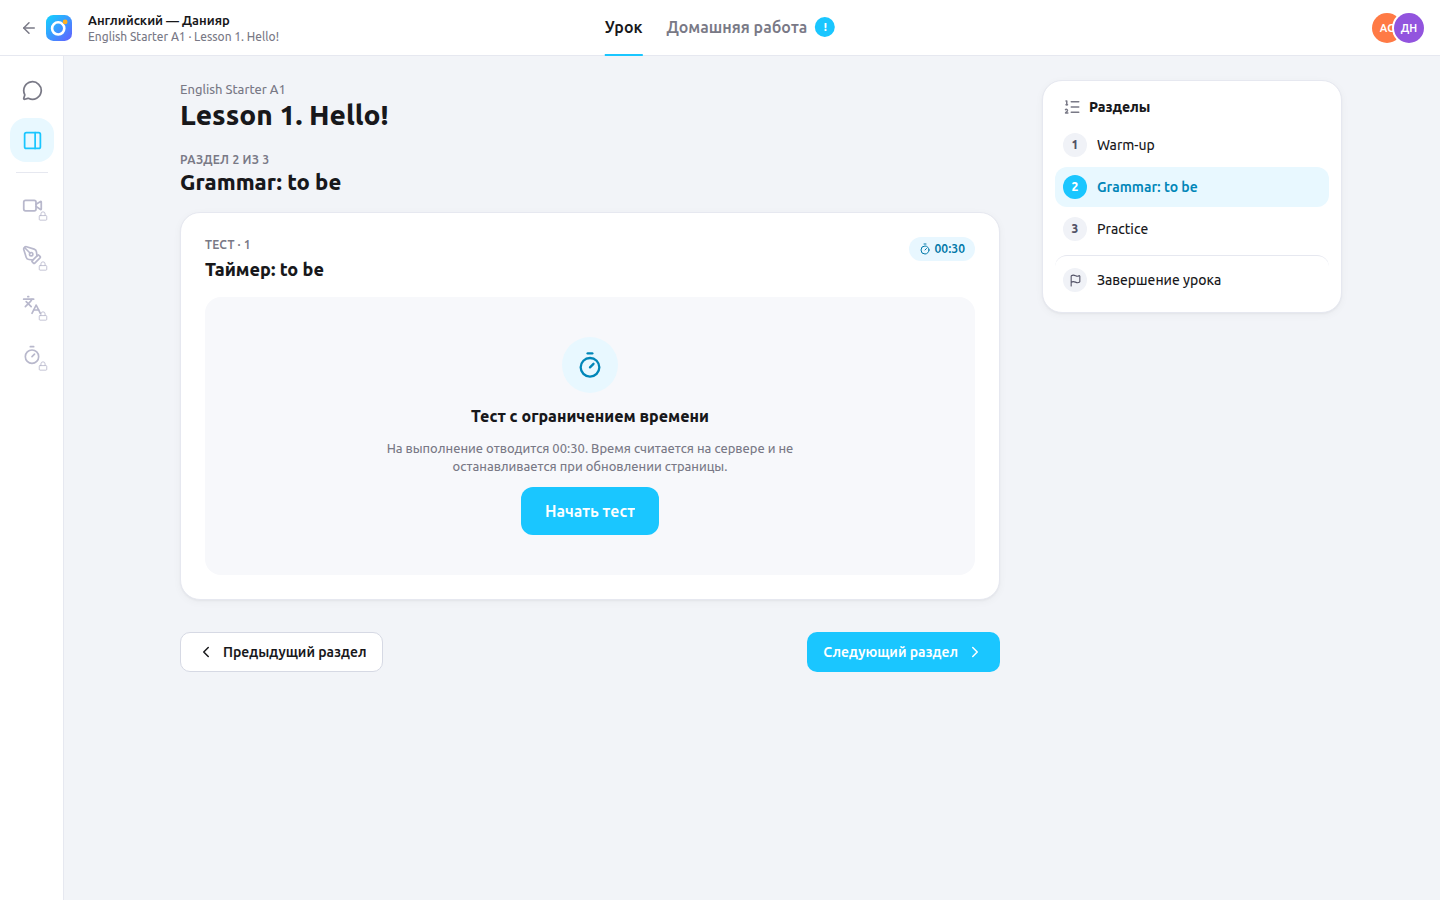 Английский — Данияр
English Starter A1 · Lesson 1. Hello!
Урок
Домашняя работа
!
ДН
English Starter A1
Lesson 1. Hello!
РАЗДЕЛ 2 ИЗ 3
Grammar: to be
ТЕСТ · 1
00:30
Таймер: to be
Тест с ограничением времени
На выполнение отводится 00:30. Время считается на сервере и не
останавливается при обновлении страницы.
Начать тест
Предыдущий раздел
Следующий раздел
Разделы
1 Warm-up
2 Grammar: to be
3 Practice
Завершение урока